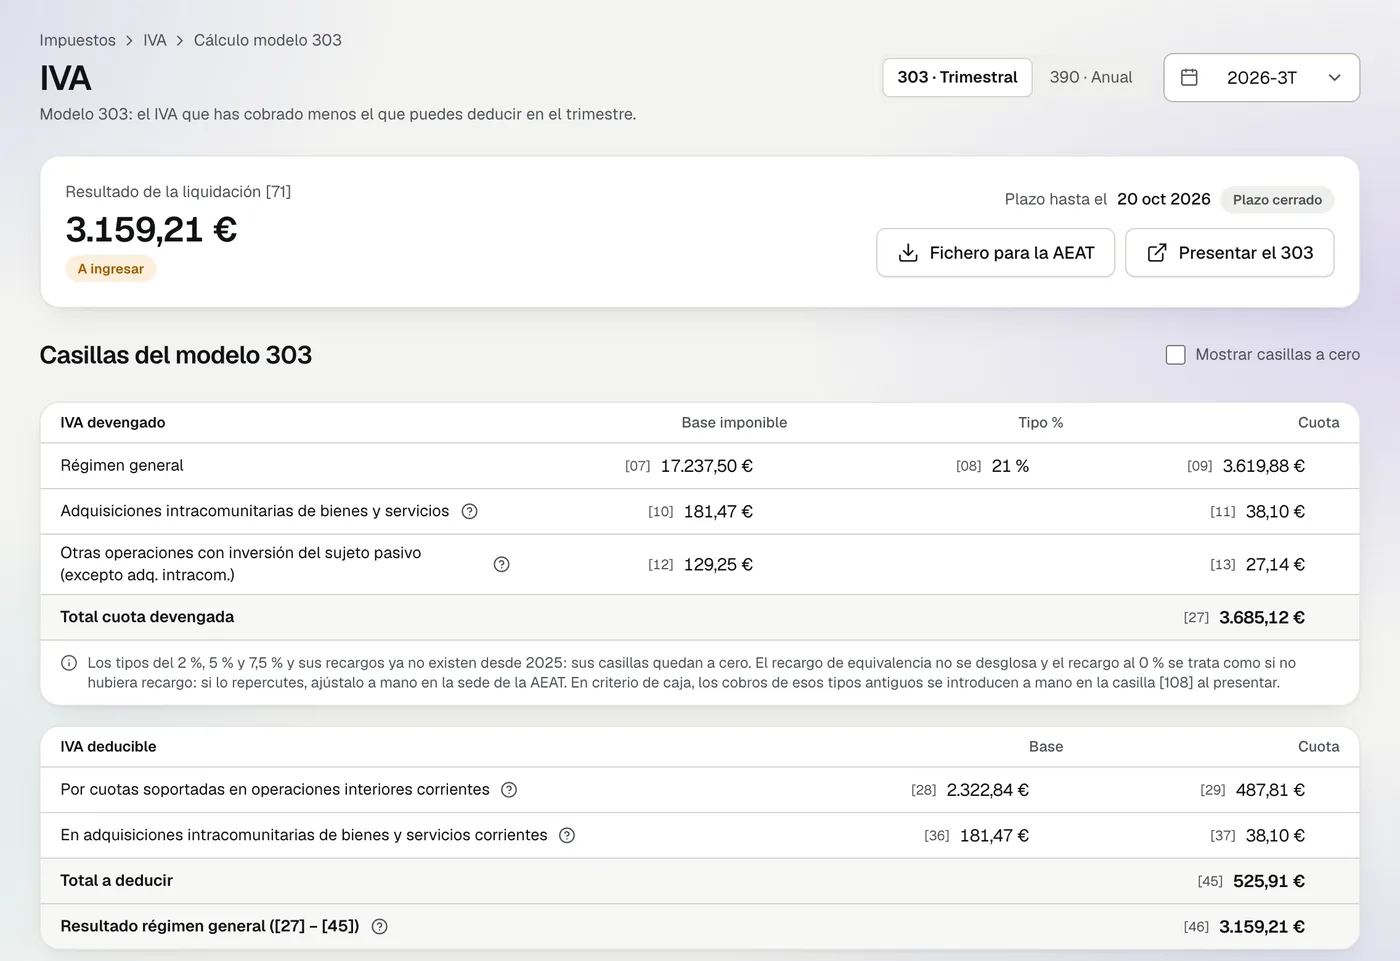 Impuestos > IVA > Cálculo modelo 303
IVA
Modelo 303: el IVA que has cobrado menos el que puedes deducir en el trimestre.
303 · Trimestral
390 · Anual
2026-3T
Resultado de la liquidación [71]
3.159,21 €
A ingresar
Plazo hasta el 20 oct 2026 Plazo cerrado
Fichero para la AEAT
Presentar el 303
Casillas del modelo 303
Mostrar casillas a cero
IVA devengado Base imponible Tipo % Cuota
Régimen general [07] 17.237,50 € [08] 21 % [09] 3.619,88 €
Adquisiciones intracomunitarias de bienes y servicios [10] 181,47 € [11] 38,10 €
Otras operaciones con inversión del sujeto pasivo
(excepto adq. intracom.) [12] 129,25 € [13] 27,14 €
Total cuota devengada [27] 3.685,12 €
Los tipos del 2 %, 5 % y 7,5 % y sus recargos ya no existen desde 2025: sus casillas quedan a cero. El recargo de equivalencia no se desglosa y el recargo al 0 % se trata como si no
hubiera recargo: si lo repercutes, ajústalo a mano en la sede de la AEAT. En criterio de caja, los cobros de esos tipos antiguos se introducen a mano en la casilla [108] al presentar.
IVA deducible Base Cuota
Por cuotas soportadas en operaciones interiores corrientes [28] 2.322,84 € [29] 487,81 €
En adquisiciones intracomunitarias de bienes y servicios corrientes [36] 181,47 € [37] 38,10 €
Total a deducir [45] 525,91 €
Resultado régimen general ([27] – [45]) [46] 3.159,21 €